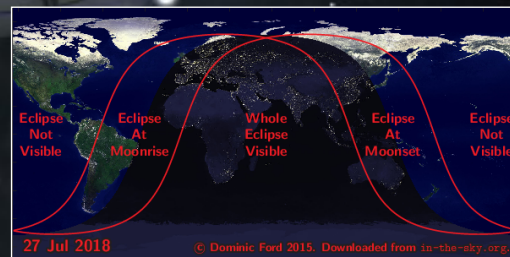 Eclipse
Not
Visible
Eclipse
At
Moonrise
Whole
Eclipse
Visible
Eclipse
At
Moonset
Eclipse
Not
Visible
27 Jul 2018
© Dominic Ford 2015. Downloaded from in-the-sky.org.